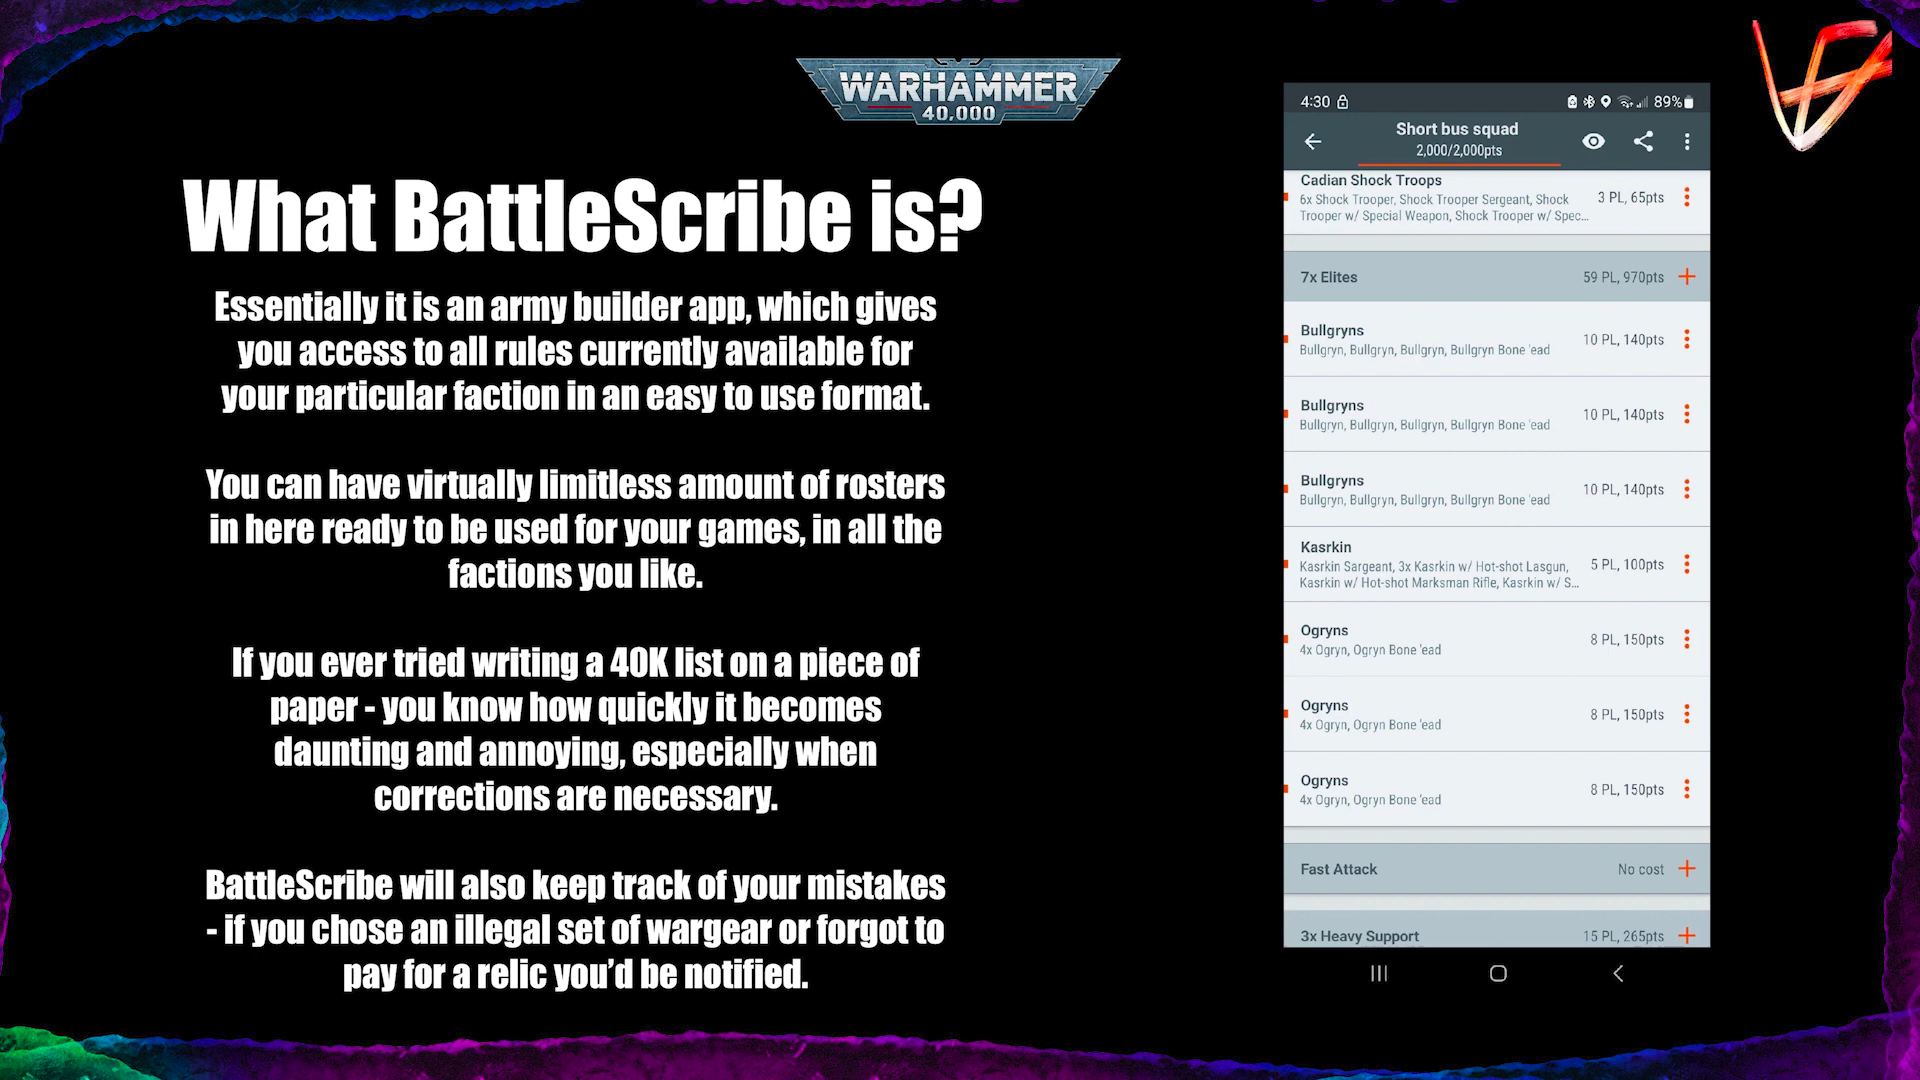 WARHAMMER
40,000
What BattleScribe is?
Essentially it is an army builder app, which gives
you access to all rules currently available for
your particular faction in an easy to use format.
You can have virtually limitless amount of rosters
in here ready to be used for your games, in all the
factions you like.
If you ever tried writing a 40K list on a piece of
paper - you know how quickly it becomes
daunting and annoying, especially when
corrections are necessary.
BattleScribe will also keep track of your mistakes
- if you chose an illegal set of wargear or forgot to
pay for a relic you'd be notified.
4:30 89%
Short bus squad
2,000/2,000pts
Cadian Shock Troops
6x Shock Trooper, Shock Trooper Sergeant, Shock
Trooper w/ Special Weapon, Shock Trooper w/ Spec...
3 PL, 65pts
7x Elites 59 PL, 970pts
Bullgryns
Bullgryn, Bullgryn, Bullgryn, Bullgryn Bone 'ead
10 PL, 140pts
Bullgryns
Bullgryn, Bullgryn, Bullgryn, Bullgryn Bone 'ead
10 PL, 140pts
Bullgryns
Bullgryn, Bullgryn, Bullgryn, Bullgryn Bone 'ead
10 PL, 140pts
Kasrkin
Kasrkin Sargeant, 3x Kasrkin w/ Hot-shot Lasgun,
Kasrkin w/ Hot-shot Marksman Rifle, Kasrkin w/ S...
5 PL, 100pts
Ogryns
4x Ogryn, Ogryn Bone 'ead
8 PL, 150pts
Ogryns
4x Ogryn, Ogryn Bone 'ead
8 PL, 150pts
Ogryns
4x Ogryn, Ogryn Bone 'ead
8 PL, 150pts
Fast Attack No cost
3x Heavy Support 15 PL, 265pts